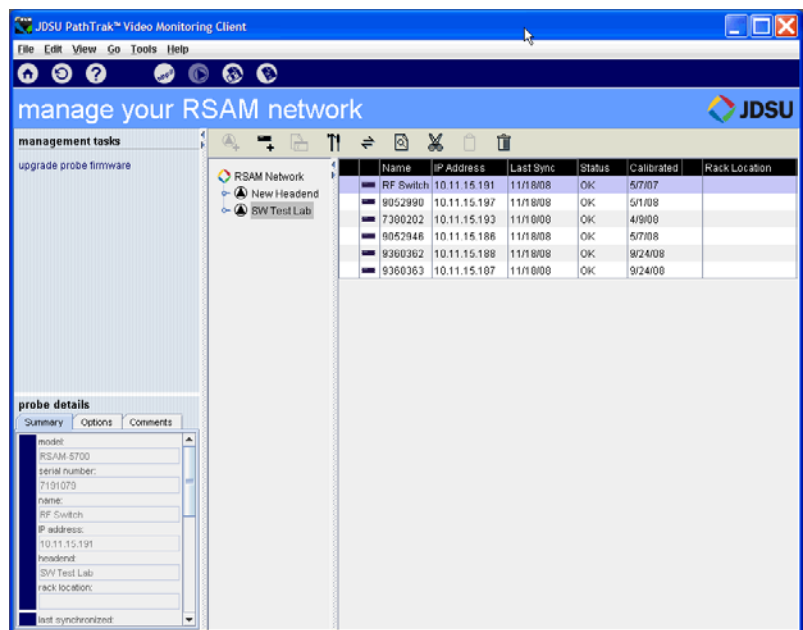 JDSU PathTrak™ Video Monitoring Client
File Edit View Go Tools Help
manage your RSAM network
JDSU
management tasks
upgrade probe firmware
RSAM Network
New Headend
SW Test Lab
Name IP Address Last Sync Status Calibrated Rack Location
RF Switch 10.11.15.191 11/18/08 OK 5/7/07
9052990 10.11.15.197 11/18/08 OK 5/1/08
7380202 10.11.15.193 11/18/08 OK 4/9/08
9052946 10.11.15.186 11/18/08 OK 5/7/08
9360362 10.11.15.188 11/18/08 OK 9/24/08
9360363 10.11.15.187 11/18/08 OK 9/24/08
probe details
Summary Options Comments
model:
RSAM-5700
serial number:
7191079
name:
RF Switch
IP address:
10.11.15.191
headend:
SW Test Lab
rack location:
last synchronized: